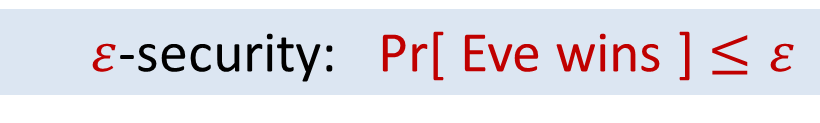 ε-security: Pr[ Eve wins ] ≤ ε